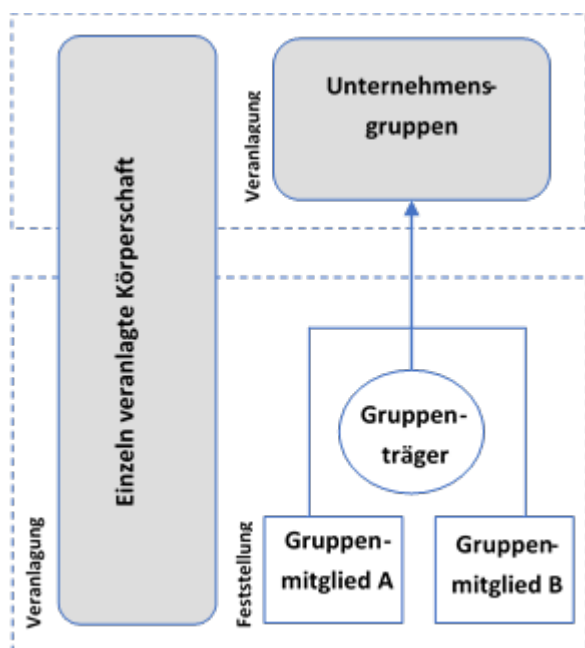 Einzeln veranlagte Körperschaft
Veranlagung
Veranlagung
Unternehmens-
gruppen
Feststellung
Gruppen-
träger
Gruppen-
mitglied A
Gruppen-
mitglied B